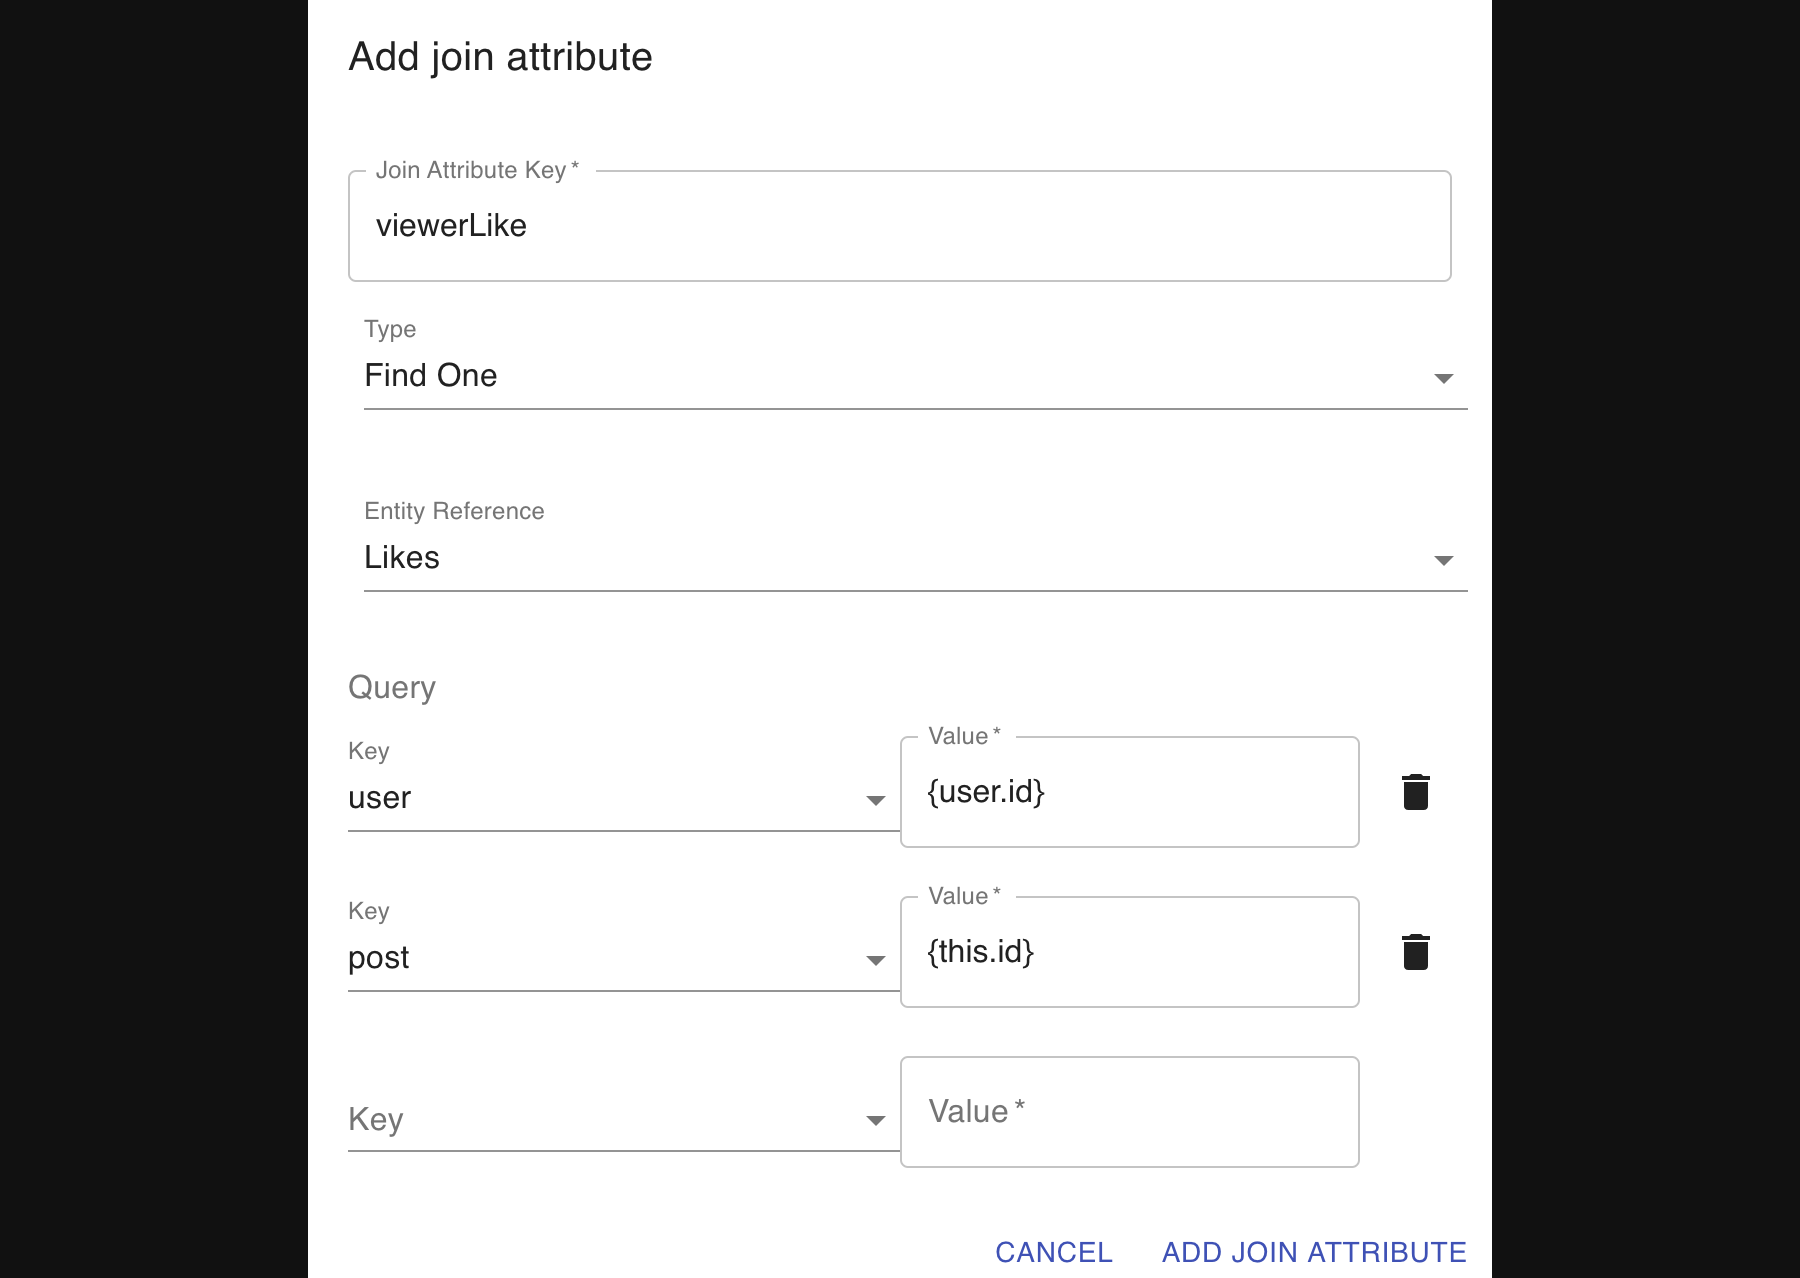 Add join attribute
Join Attribute Key *
viewerLike
Type
Find One
Entity Reference
Likes
Query
Key
Value *
user
{user.id}
Key
Value *
post
{this.id}
Key
Value *
CANCEL
ADD JOIN ATTRIBUTE